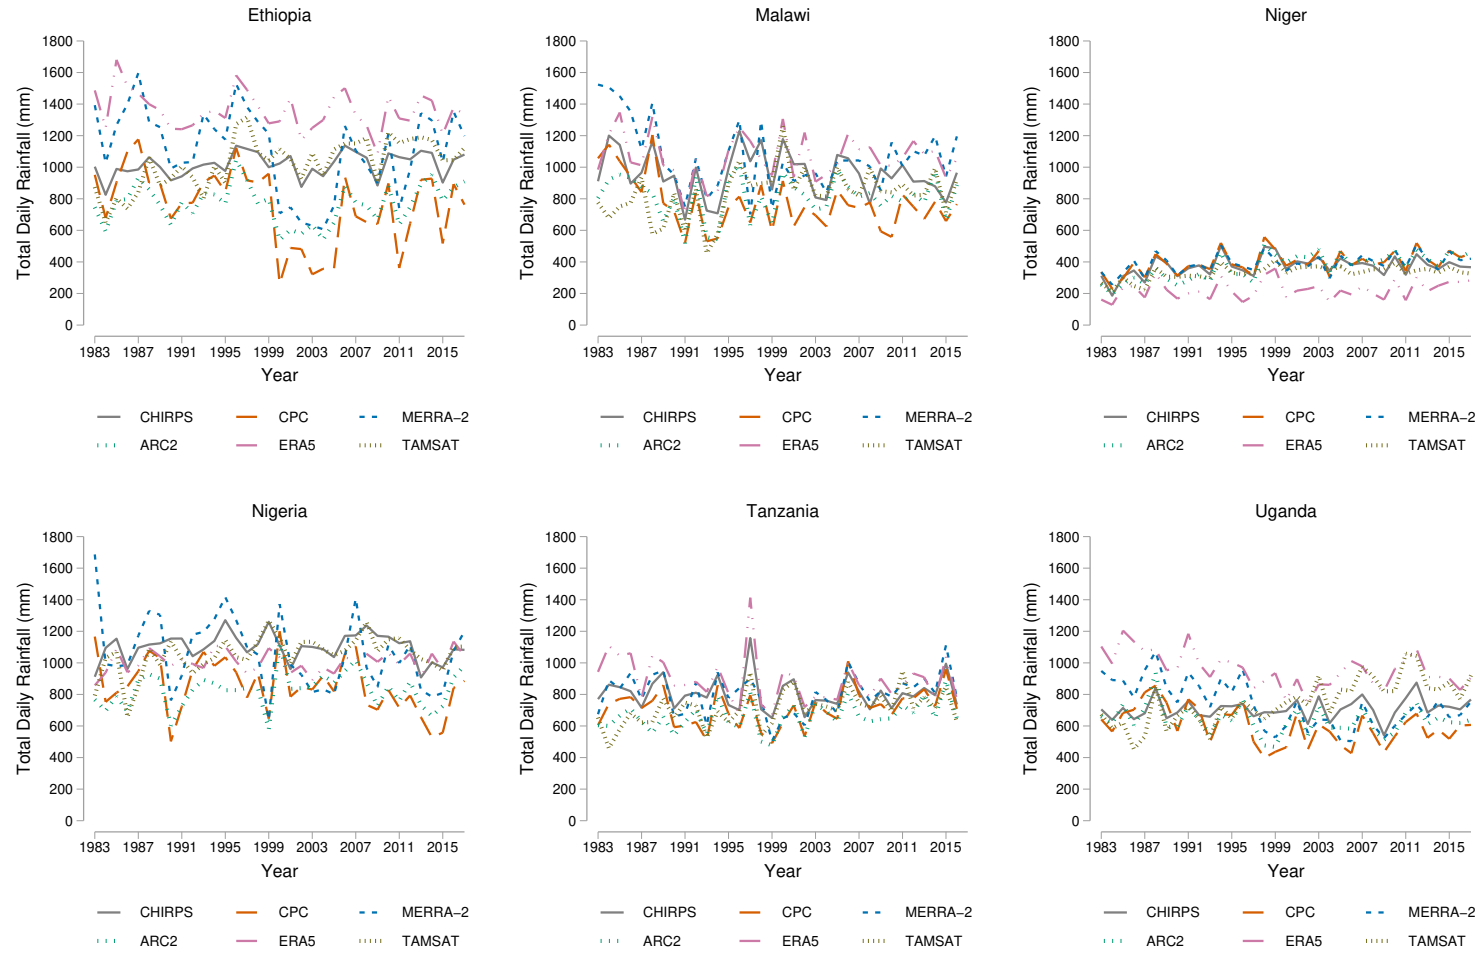 Ethiopia Malawi Niger
1800 1800 1800
1600 1600 1600
1400 1400 1400
1200 1200 1200
1000 1000 1000
800 800 800
600 600 600
400 400 400
200 200 200
0 0 0
Total Daily Rainfall (mm) Total Daily Rainfall (mm) Total Daily Rainfall (mm)
1983 1987 1991 1995 1999 2003 2007 2011 2015 1983 1987 1991 1995 1999 2003 2007 2011 2015 1983 1987 1991 1995 1999 2003 2007 2011 2015
Year Year Year
CHIRPS CPC MERRA−2 CHIRPS CPC MERRA−2 CHIRPS CPC MERRA−2
ARC2 ERA5 TAMSAT ARC2 ERA5 TAMSAT ARC2 ERA5 TAMSAT
Nigeria Tanzania Uganda
1800 1800 1800
1600 1600 1600
1400 1400 1400
1200 1200 1200
1000 1000 1000
800 800 800
600 600 600
400 400 400
200 200 200
0 0 0
Total Daily Rainfall (mm) Total Daily Rainfall (mm) Total Daily Rainfall (mm)
1983 1987 1991 1995 1999 2003 2007 2011 2015 1983 1987 1991 1995 1999 2003 2007 2011 2015 1983 1987 1991 1995 1999 2003 2007 2011 2015
Year Year Year
CHIRPS CPC MERRA−2 CHIRPS CPC MERRA−2 CHIRPS CPC MERRA−2
ARC2 ERA5 TAMSAT ARC2 ERA5 TAMSAT ARC2 ERA5 TAMSAT